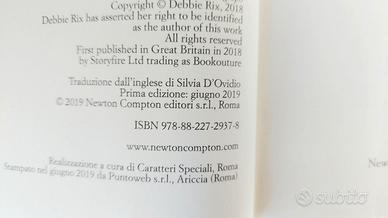 © Debbie Rix, 2018
Debbie Rix has asserted her right to be identified
as the author of this work
All rights reserved
First published in Great Britain in 2018
by Storyfire Ltd trading as Bookouture
Traduzione dall'inglese di Silvia D'Ovidio
Prima edizione: giugno 2019
© 2019 Newton Compton editori s.r.l., Roma
ISBN 978-88-227-2937-8
www.newtoncompton.com
Realizzazione a cura di Caratteri Speciali, Roma
Stampato nel giugno 2019 da Puntoweb s.r.l., Ariccia (Roma)
New
subito